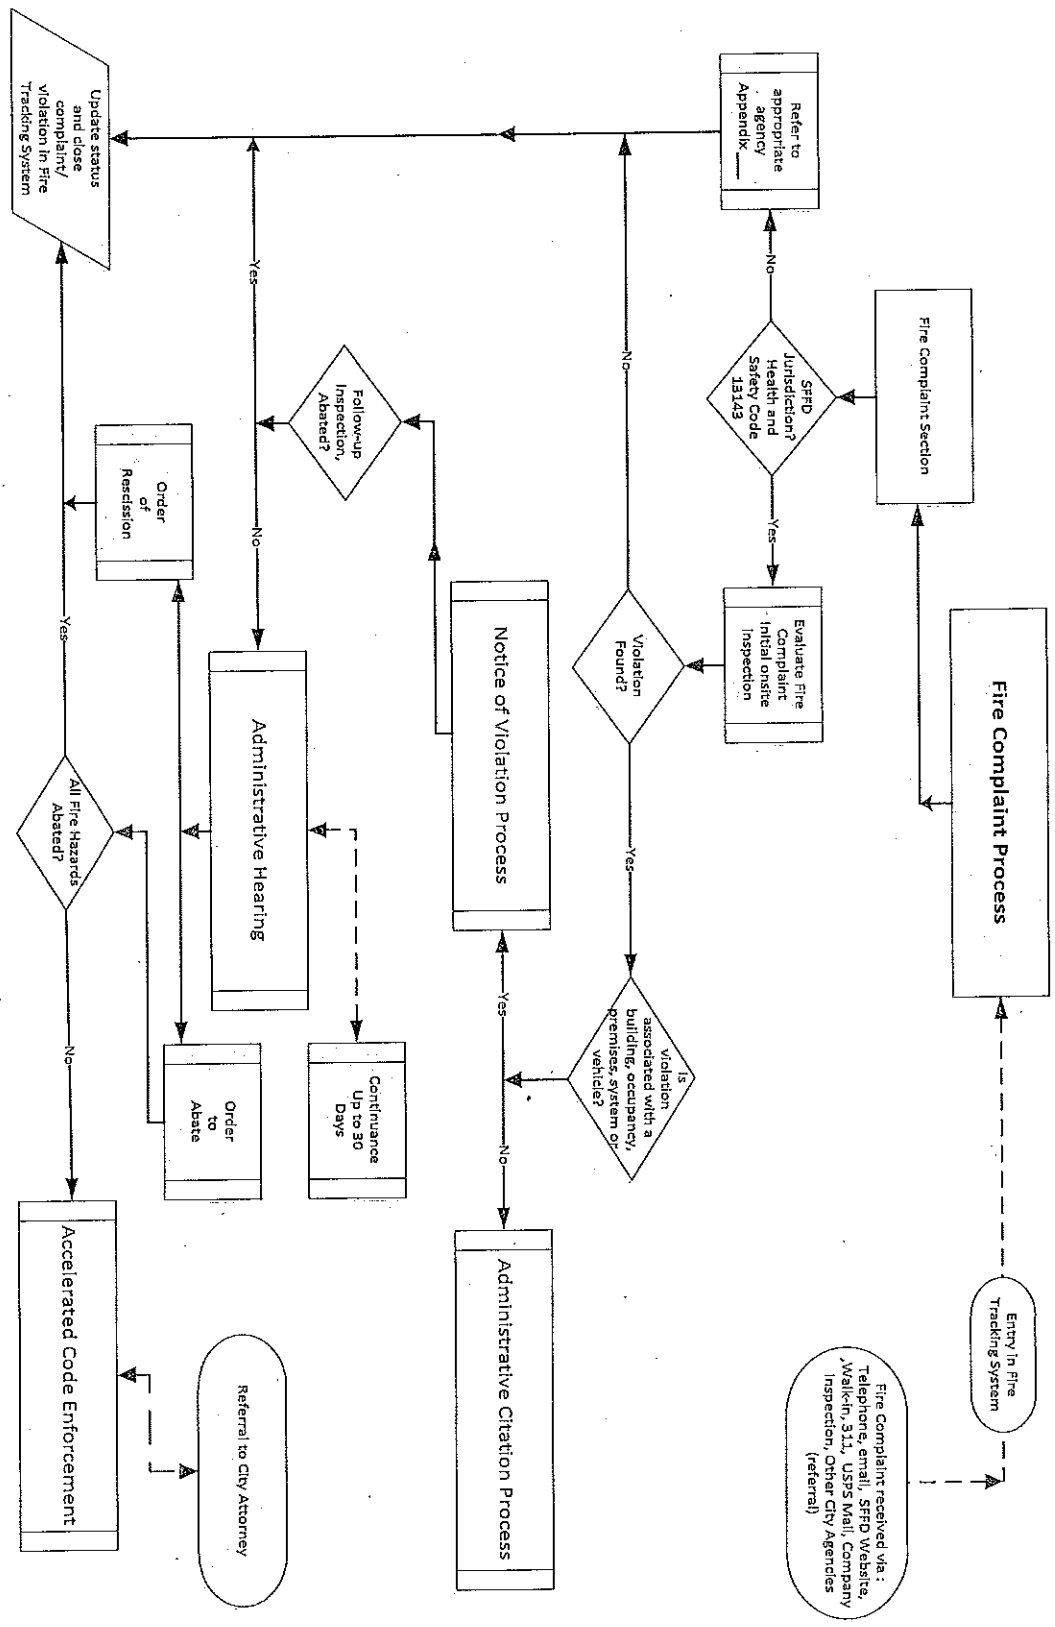 Fire Complaint Process
Entry in Fire
Tracking System
Fire Complaint received via :
Telephone, email, SFFD Website,
,Walk-in, 311, USPS Mail, Company
Inspection, Other City Agencies
(referral)
Fire Complaint Section
SFFD
Jurisdiction?
Health and
Safety Code
13143
No
Yes
Refer to
appropriate
agency
Appendix ___
Evaluate Fire
Complaint
Initial onsite
Inspection
Violation
Found?
No
Yes
Is
violation
associated with a
building, occupancy,
premises, system or
vehicle?
Yes
No
Notice of Violation Process
Administrative Citation Process
Follow-up
Inspection,
Abated?
Yes
No
Administrative Hearing
Continuance
Up to 30
Days
Order
of
Rescission
Order
to
Abate
Referral to City Attorney
Update status
and close
complaint/
violation in Fire
Tracking System
Yes
All Fire Hazards
Abated?
No
Accelerated Code Enforcement